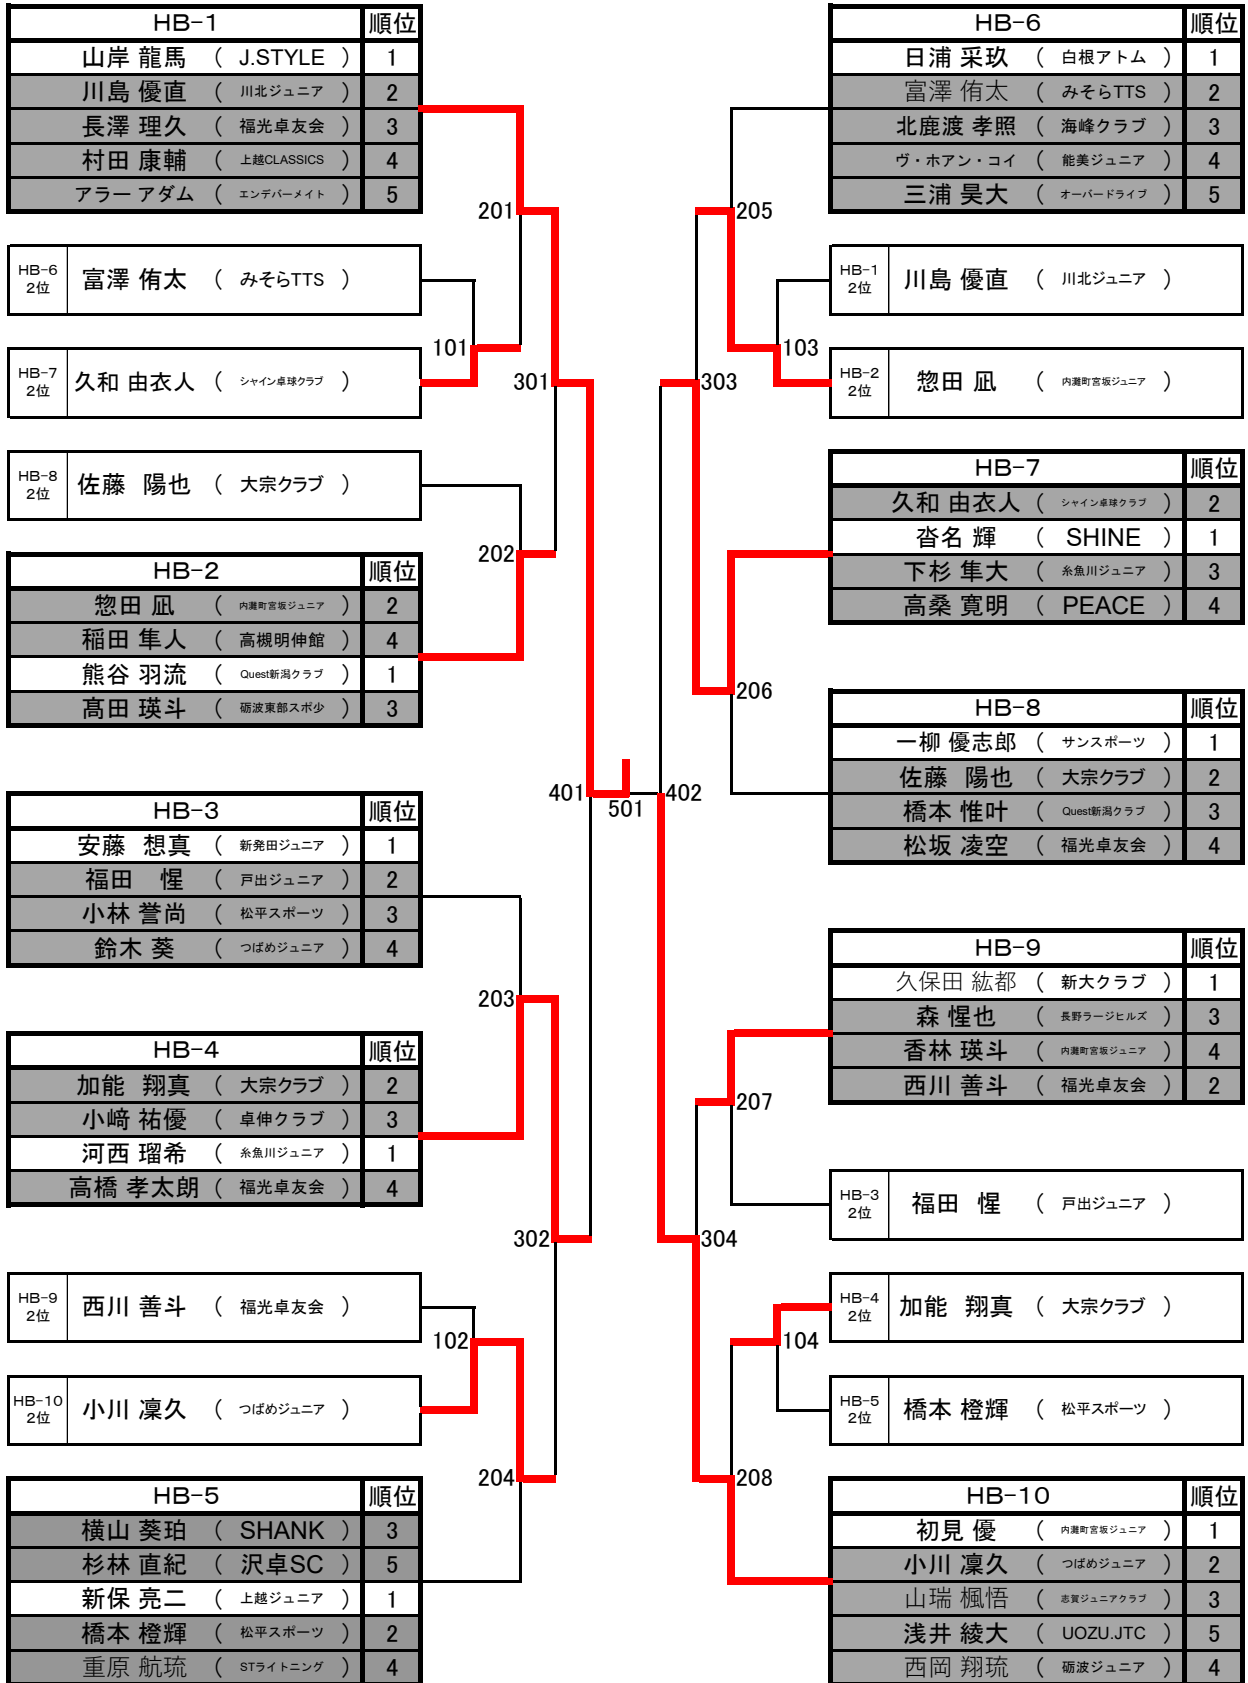 HB-1 順位
山岸 龍馬 ( J.STYLE ) 1
川島 優直 ( 川北ジュニア ) 2
長澤 理久 ( 福光卓友会 ) 3
村田 康輔 ( 上越CLASSICS ) 4
アラー アダム ( エンデバーメイト ) 5
201
HB-6 2位 富澤 侑太 ( みそらTTS )
101
HB-7 2位 久和 由衣人 ( シャイン卓球クラブ )
301
HB-8 2位 佐藤 陽也 ( 大宗クラブ )
202
HB-2 順位
惣田 凪 ( 内灘町宮坂ジュニア ) 2
稲田 隼人 ( 高槻明伸館 ) 4
熊谷 羽流 ( Quest新潟クラブ ) 1
髙田 瑛斗 ( 砺波東部スポ少 ) 3
401
501
402
HB-3 順位
安藤 想真 ( 新発田ジュニア ) 1
福田 惺 ( 戸出ジュニア ) 2
小林 誉尚 ( 松平スポーツ ) 3
鈴木 葵 ( つばめジュニア ) 4
203
HB-4 順位
加能 翔真 ( 大宗クラブ ) 2
小﨑 祐優 ( 卓伸クラブ ) 3
河西 瑠希 ( 糸魚川ジュニア ) 1
高橋 孝太朗 ( 福光卓友会 ) 4
302
HB-9 2位 西川 善斗 ( 福光卓友会 )
102
HB-10 2位 小川 凜久 ( つばめジュニア )
204
HB-5 順位
横山 葵珀 ( SHANK ) 3
杉林 直紀 ( 沢卓SC ) 5
新保 亮二 ( 上越ジュニア ) 1
橋本 橙輝 ( 松平スポーツ ) 2
重原 航琉 ( STライトニング ) 4
HB-6 順位
日浦 采玖 ( 白根アトム ) 1
富澤 侑太 ( みそらTTS ) 2
北鹿渡 孝照 ( 海峰クラブ ) 3
ヴ・ホアン・コイ ( 能美ジュニア ) 4
三浦 昊大 ( オーバードライブ ) 5
205
HB-1 2位 川島 優直 ( 川北ジュニア )
103
HB-2 2位 惣田 凪 ( 内灘町宮坂ジュニア )
303
HB-7 順位
久和 由衣人 ( シャイン卓球クラブ ) 2
沓名 輝 ( SHINE ) 1
下杉 隼大 ( 糸魚川ジュニア ) 3
高桑 寛明 ( PEACE ) 4
206
HB-8 順位
一柳 優志郎 ( サンスポーツ ) 1
佐藤 陽也 ( 大宗クラブ ) 2
橋本 惟叶 ( Quest新潟クラブ ) 3
松坂 凌空 ( 福光卓友会 ) 4
HB-9 順位
久保田 紘都 ( 新大クラブ ) 1
森 惺也 ( 長野ラージヒルズ ) 3
香林 瑛斗 ( 内灘町宮坂ジュニア ) 4
西川 善斗 ( 福光卓友会 ) 2
207
HB-3 2位 福田 惺 ( 戸出ジュニア )
304
HB-4 2位 加能 翔真 ( 大宗クラブ )
104
HB-5 2位 橋本 橙輝 ( 松平スポーツ )
208
HB-10 順位
初見 優 ( 内灘町宮坂ジュニア ) 1
小川 凜久 ( つばめジュニア ) 2
山瑞 楓悟 ( 志賀ジュニアクラブ ) 3
浅井 綾大 ( UOZU.JTC ) 5
西岡 翔琉 ( 砺波ジュニア ) 4